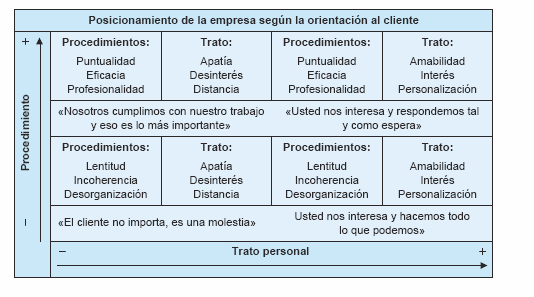 Posicionamiento de la empresa según la orientación al cliente
+
Procedimiento
–
Procedimientos:
Puntualidad
Eficacia
Profesionalidad
Trato:
Apatía
Desinterés
Distancia
Procedimientos:
Puntualidad
Eficacia
Profesionalidad
Trato:
Amabilidad
Interés
Personalización
«Nosotros cumplimos con nuestro trabajo
y eso es lo más importante»
«Usted nos interesa y respondemos tal
y como espera»
Procedimientos:
Lentitud
Incoherencia
Desorganización
Trato:
Apatía
Desinterés
Distancia
Procedimientos:
Lentitud
Incoherencia
Desorganización
Trato:
Amabilidad
Interés
Personalización
«El cliente no importa, es una molestia»
Usted nos interesa y hacemos todo
lo que podemos»
– Trato personal +